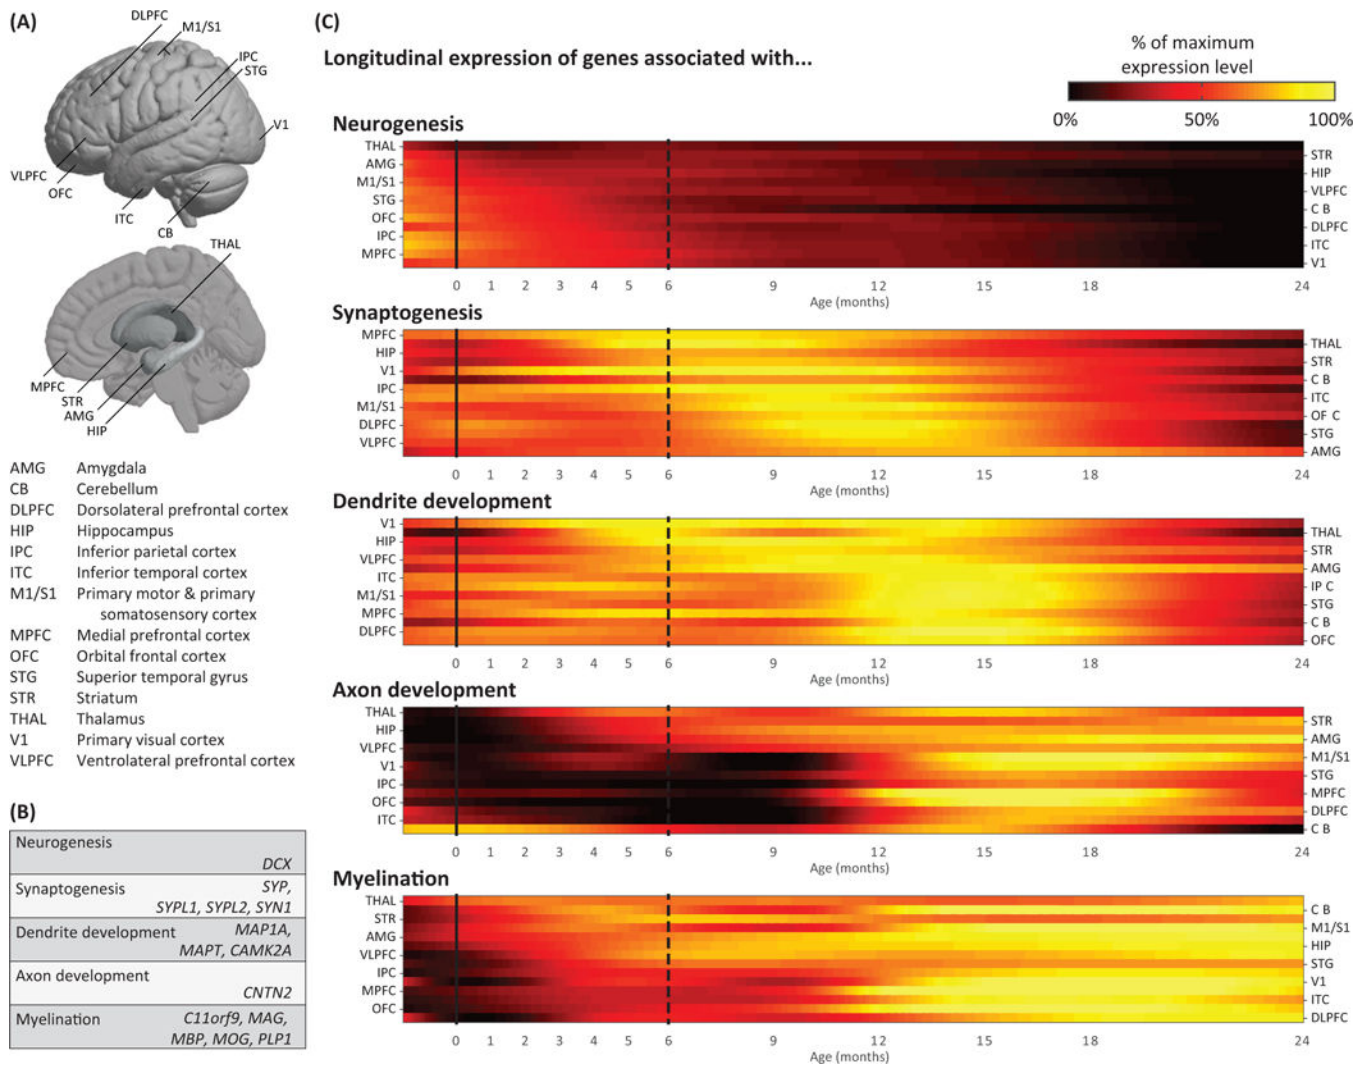 (A)
DLPFC
M1/S1
IPC
STG
V1
VLPFC
OFC
ITC
CB
THAL
MPFC
STR
AMG
HIP
AMG Amygdala
CB Cerebellum
DLPFC Dorsolateral prefrontal cortex
HIP Hippocampus
IPC Inferior parietal cortex
ITC Inferior temporal cortex
M1/S1 Primary motor & primary
somatosensory cortex
MPFC Medial prefrontal cortex
OFC Orbital frontal cortex
STG Superior temporal gyrus
STR Striatum
THAL Thalamus
V1 Primary visual cortex
VLPFC Ventrolateral prefrontal cortex
(B)
Neurogenesis
DCX
Synaptogenesis SYP,
SYPL1, SYPL2, SYN1
Dendrite development MAP1A,
MAPT, CAMK2A
Axon development
CNTN2
Myelination C11orf9, MAG,
MBP, MOG, PLP1
(C)
Longitudinal expression of genes associated with...
% of maximum
expression level
0% 50% 100%
Neurogenesis
THAL
STR
AMG
HIP
M1/S1
VLPFC
STG
C B
OFC
DLPFC
IPC
ITC
MPFC
V1
0 1 2 3 4 5 6 9 12 15 18 24
Age (months)
Synaptogenesis
MPFC
THAL
HIP
STR
V1
C B
IPC
ITC
M1/S1
OF C
DLPFC
STG
VLPFC
AMG
0 1 2 3 4 5 6 9 12 15 18 24
Age (months)
Dendrite development
V1
THAL
HIP
STR
VLPFC
AMG
ITC
IP C
M1/S1
STG
MPFC
C B
DLPFC
OFC
0 1 2 3 4 5 6 9 12 15 18 24
Age (months)
Axon development
THAL
STR
HIP
AMG
VLPFC
M1/S1
V1
STG
IPC
MPFC
OFC
DLPFC
ITC
C B
0 1 2 3 4 5 6 9 12 15 18 24
Age (months)
Myelination
THAL
C B
STR
M1/S1
AMG
HIP
VLPFC
STG
IPC
V1
MPFC
ITC
OFC
DLPFC
0 1 2 3 4 5 6 9 12 15 18 24
Age (months)